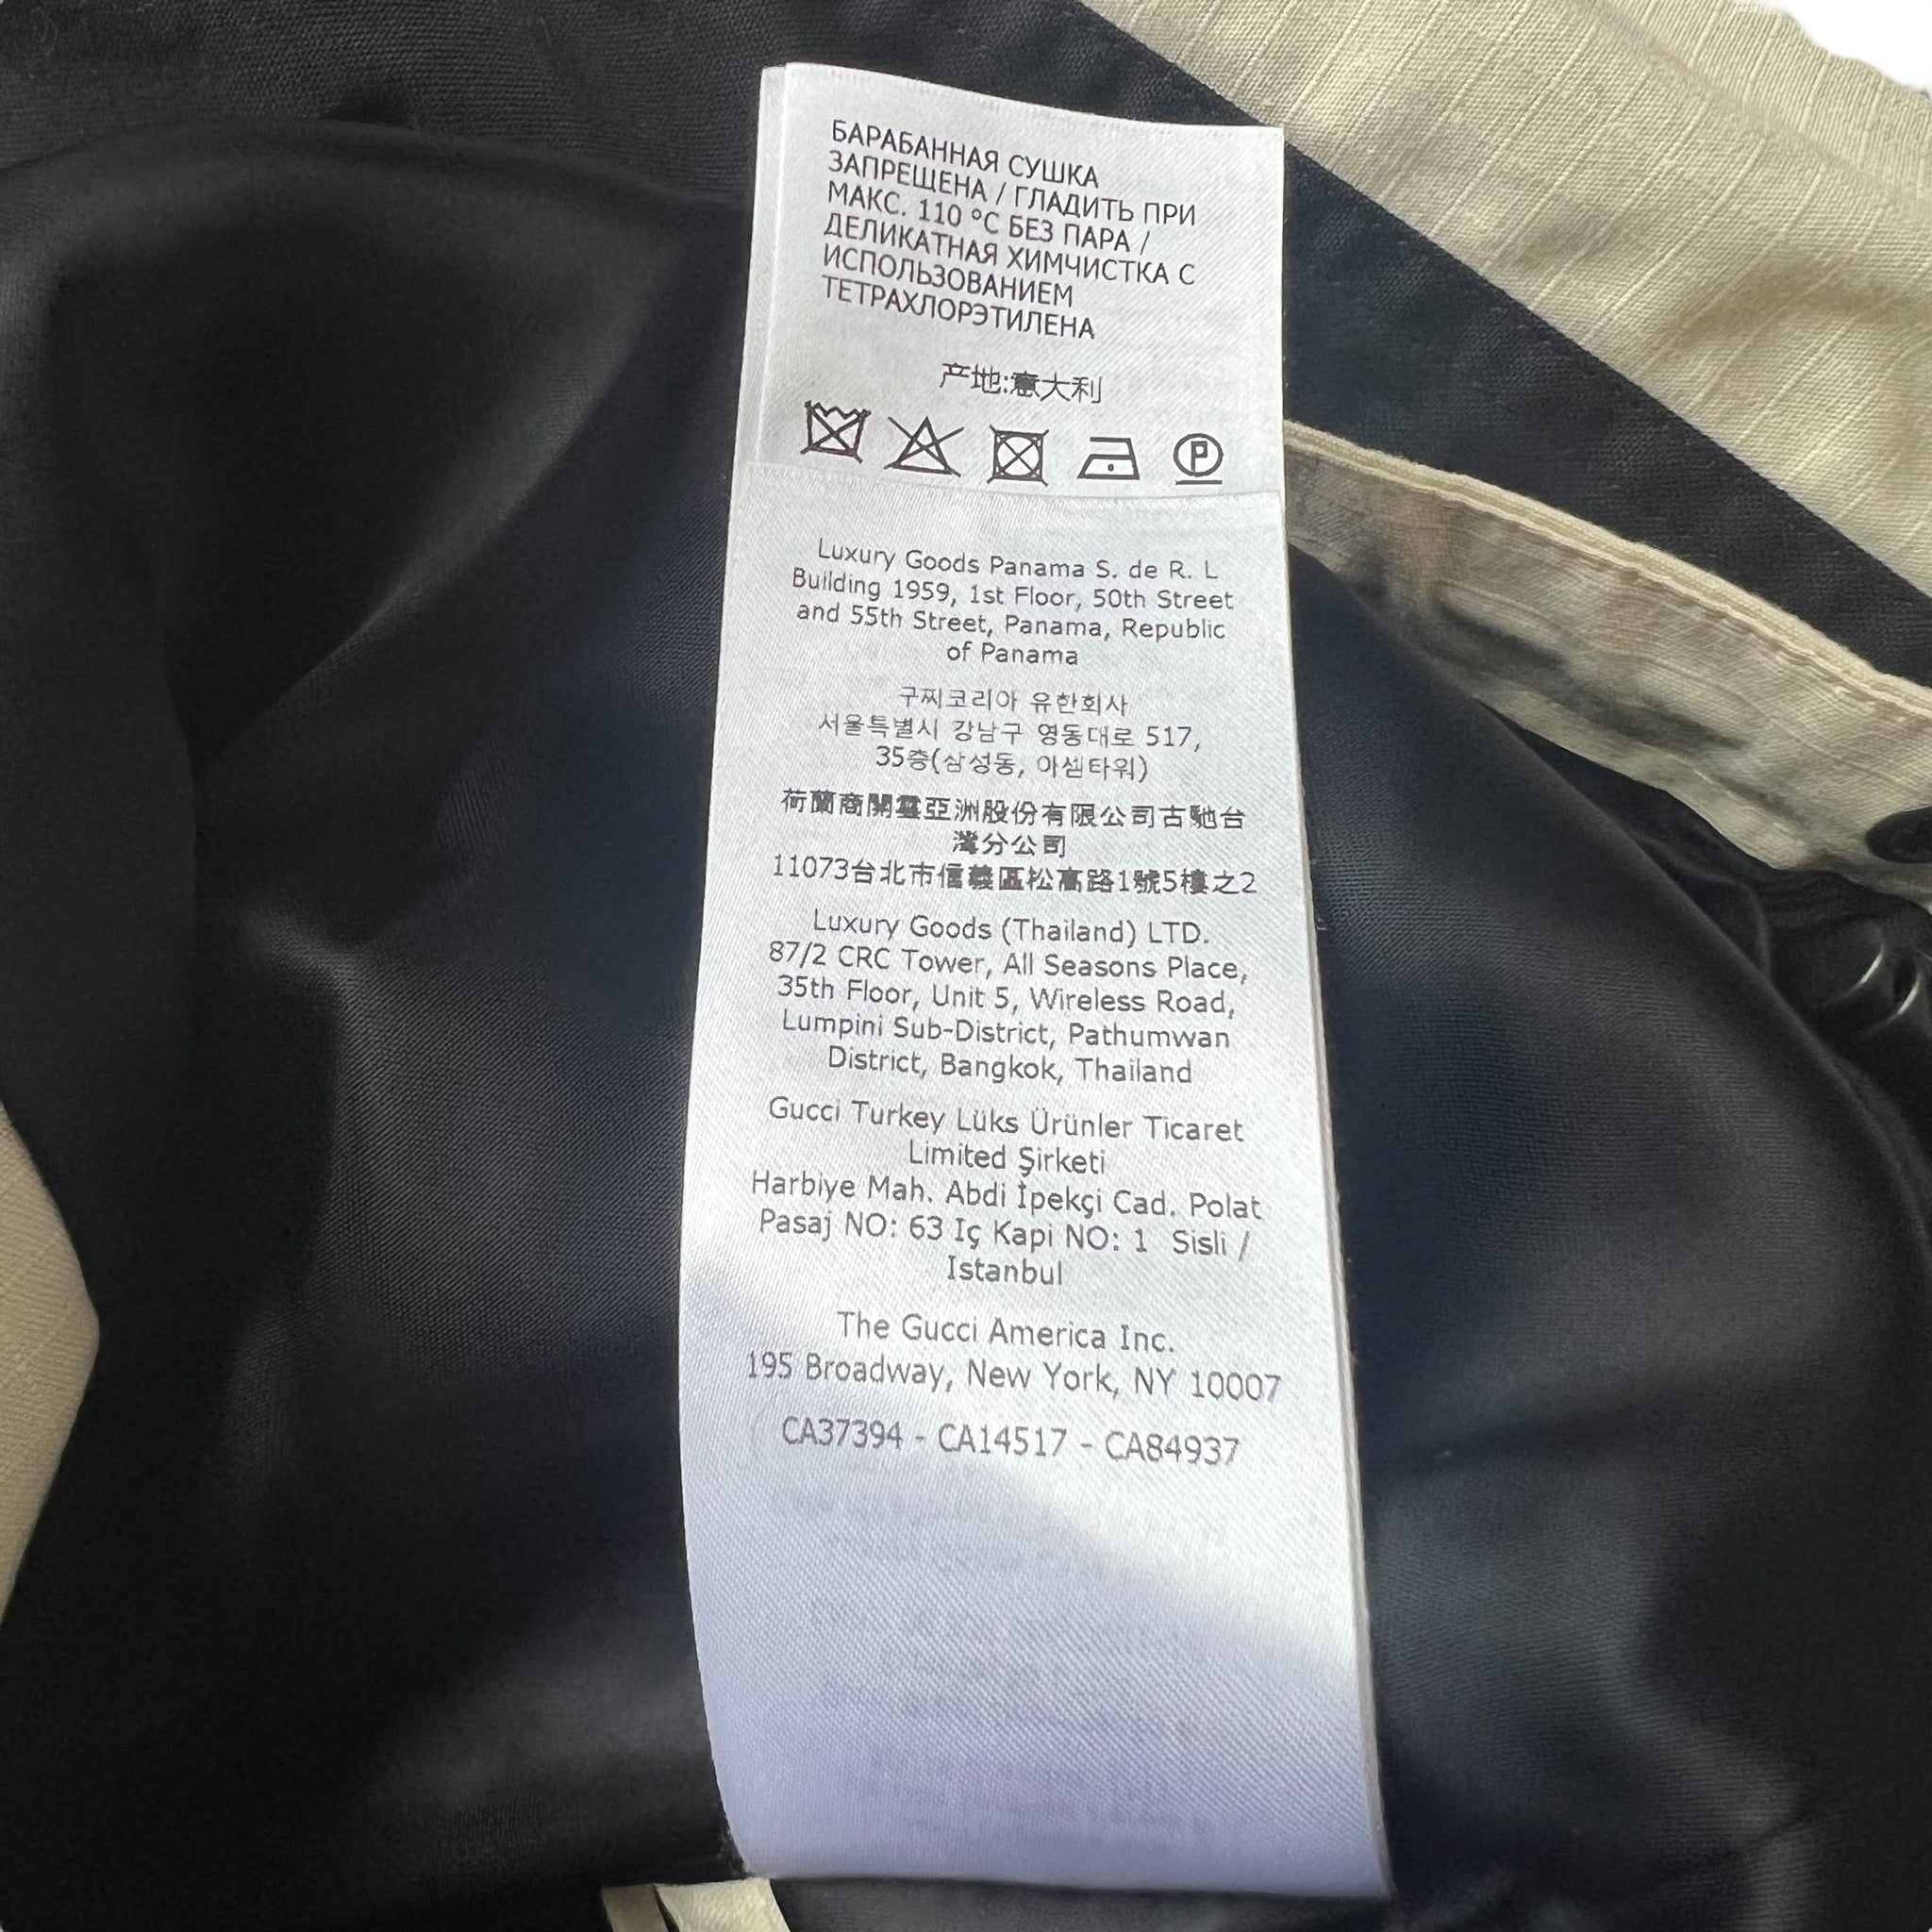 БАРАБАННАЯ СУШКА
ЗАПРЕЩЕНА / ГЛАДИТЬ ПРИ
МАКС. 110 °C БЕЗ ПАРА /
ДЕЛИКАТНАЯ ХИМЧИСТКА С
ИСПОЛЬЗОВАНИЕМ
ТЕТРАХЛОРЭТИЛЕНА
产地:意大利
P
Luxury Goods Panama S. de R. L
Building 1959, 1st Floor, 50th Street
and 55th Street, Panama, Republic
of Panama
구찌코리아 유한회사
서울특별시 강남구 영동대로 517,
35층(삼성동, 아셈타워)
荷蘭商開雲亞洲股份有限公司古馳台
灣分公司
11073台北市信義區松高路1號5樓之2
Luxury Goods (Thailand) LTD.
87/2 CRC Tower, All Seasons Place,
35th Floor, Unit 5, Wireless Road,
Lumpini Sub-District, Pathumwan
District, Bangkok, Thailand
Gucci Turkey Lüks Ürünler Ticaret
Limited Şirketi
Harbiye Mah. Abdi İpekçi Cad. Polat
Pasaj NO: 63 Iç Kapi NO: 1 Sisli /
Istanbul
The Gucci America Inc.
195 Broadway, New York, NY 10007
CA37394 - CA14517 - CA84937